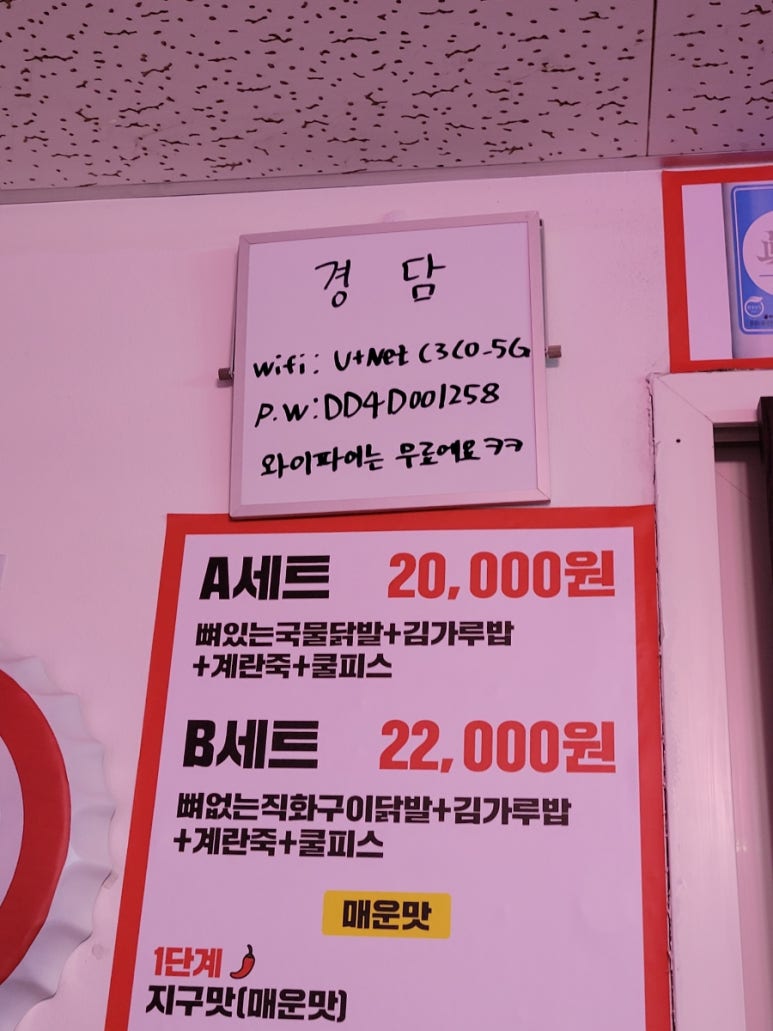 경 담
wifi: U+Net C3C0_5G
P.W:DD4D001258
와이파이는 무료에요ㅋㅋ
A세트 20,000원
뼈있는국물닭발+김가루밥
+계란죽+쿨피스
B세트 22,000원
뼈없는직화구이닭발+김가루밥
+계란죽+쿨피스
매운맛
1단계
지구맛(매운맛)